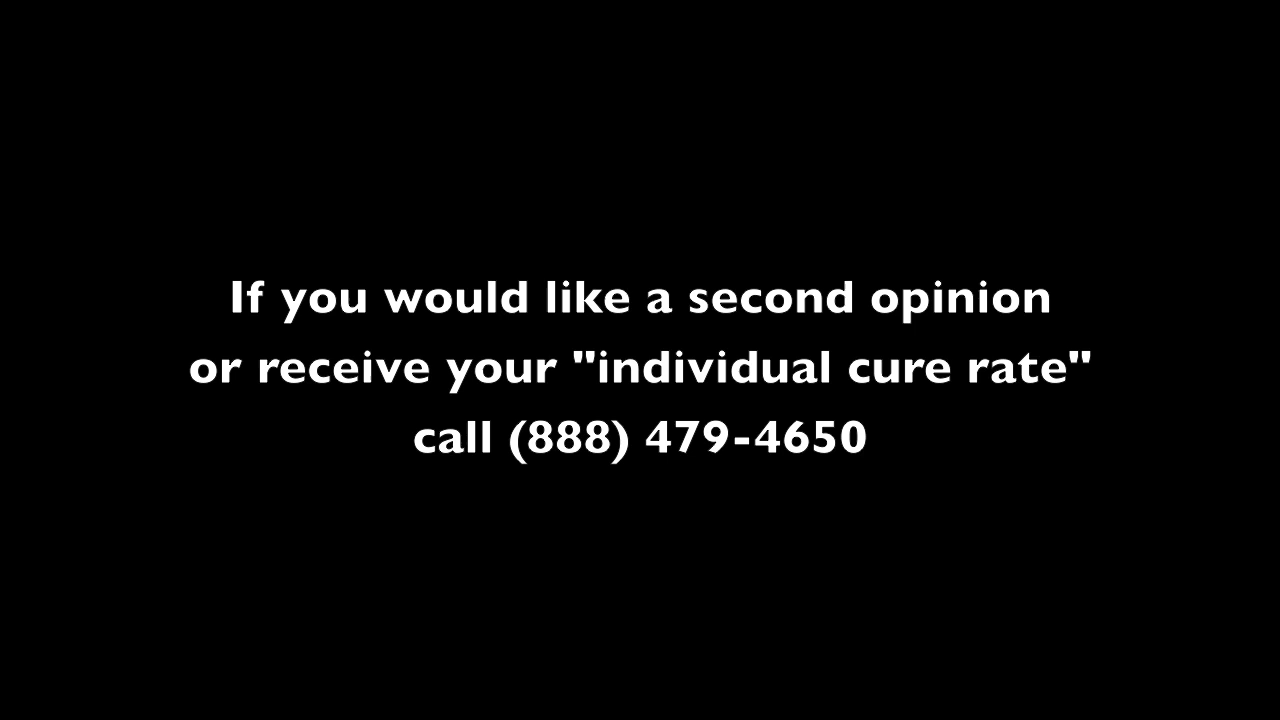 If you would like a second opinion
or receive your "individual cure rate"
call (888) 479-4650